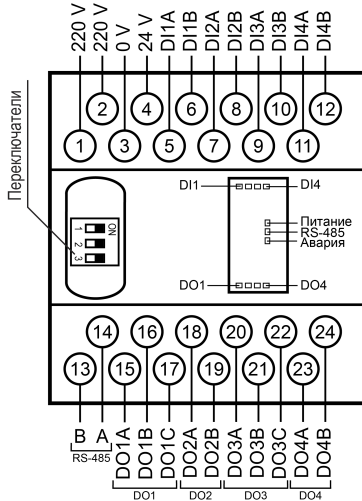 220 V 220 V 0 V 24 V DI1A DI1B DI2A DI2B DI3A DI3B DI4A DI4B
2 4 6 8 10 12
1 3 5 7 9 11
Переключатели
DI1 DI4
ON
1
2
3
Питание
RS-485
Авария
DO1 DO4
14 16 18 20 22 24
13 15 17 19 21 23
B A DO1A DO1B DO1C DO2A DO2B DO3A DO3B DO3C DO4A DO4B
RS-485 DO1 DO2 DO3 DO4